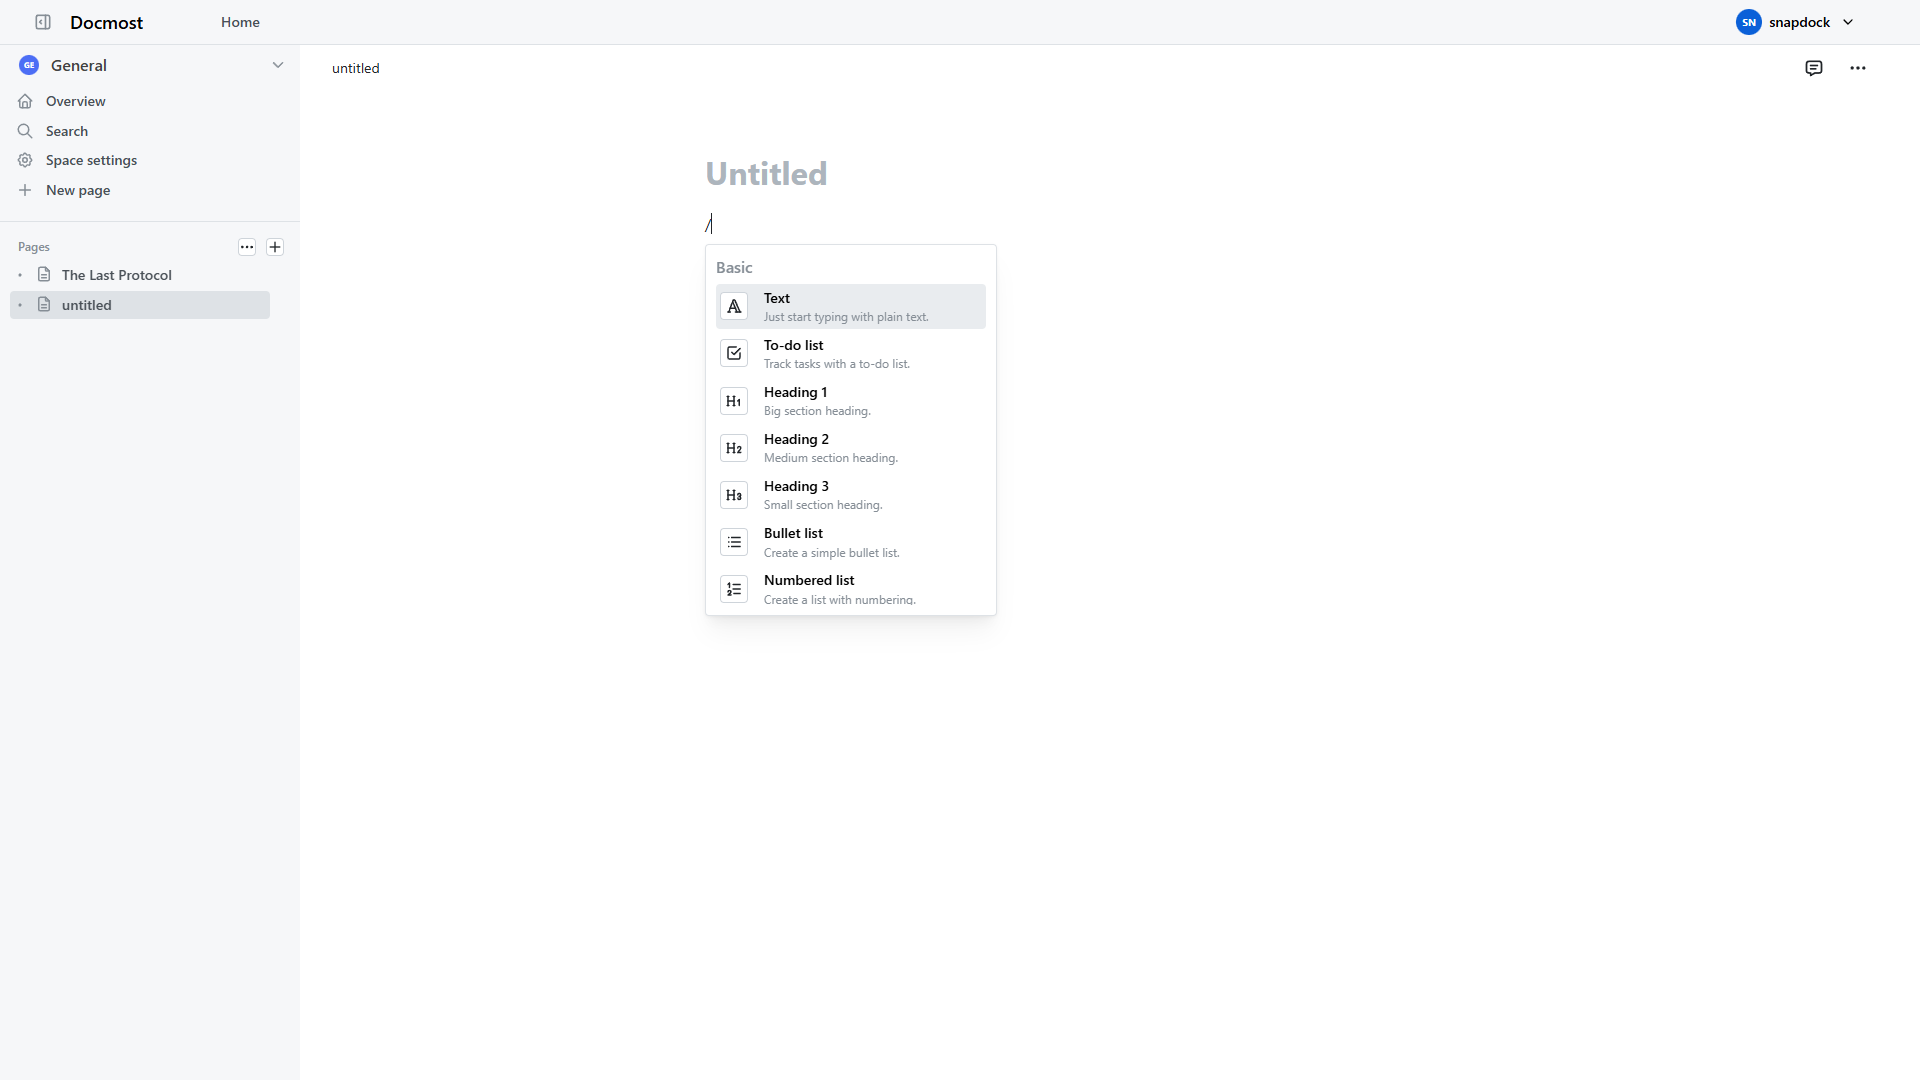 Docmost
Home
SN snapdock
GE General
Overview
Search
Space settings
New page
Pages
The Last Protocol
untitled
untitled
Untitled
/
Basic
Text
Just start typing with plain text.
To-do list
Track tasks with a to-do list.
H1 Heading 1
Big section heading.
H2 Heading 2
Medium section heading.
H3 Heading 3
Small section heading.
Bullet list
Create a simple bullet list.
Numbered list
Create a list with numbering.